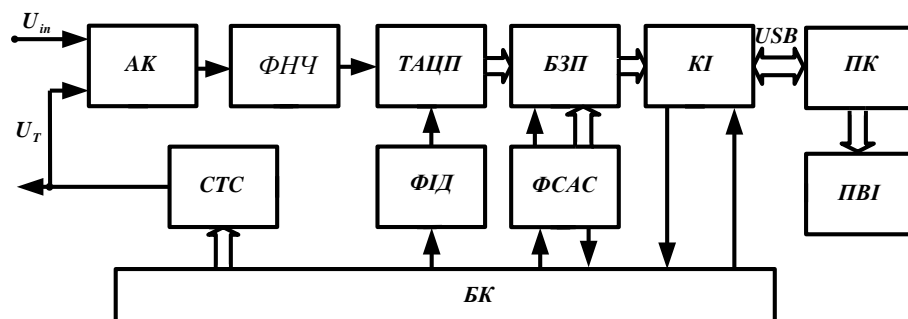 U_in
USB
АК
ФНЧ
ТАЦП
БЗП
КІ
ПК
U_T
СТС
ФІД
ФСАС
ПВІ
БК